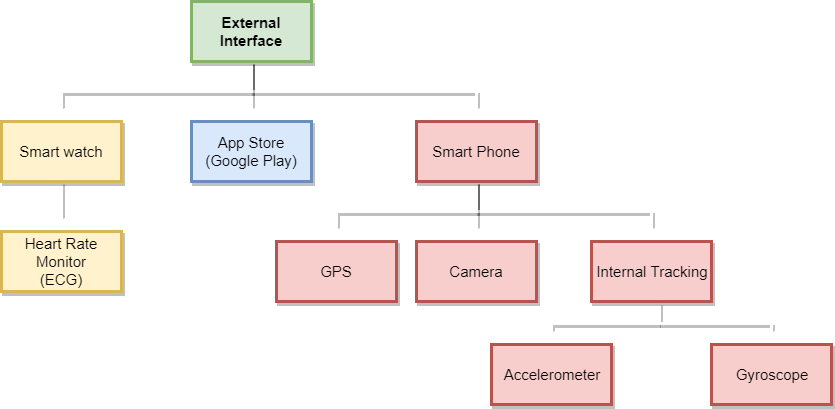 External
Interface
Smart watch
App Store
(Google Play)
Smart Phone
Heart Rate
Monitor
(ECG)
GPS
Camera
Internal Tracking
Accelerometer
Gyroscope